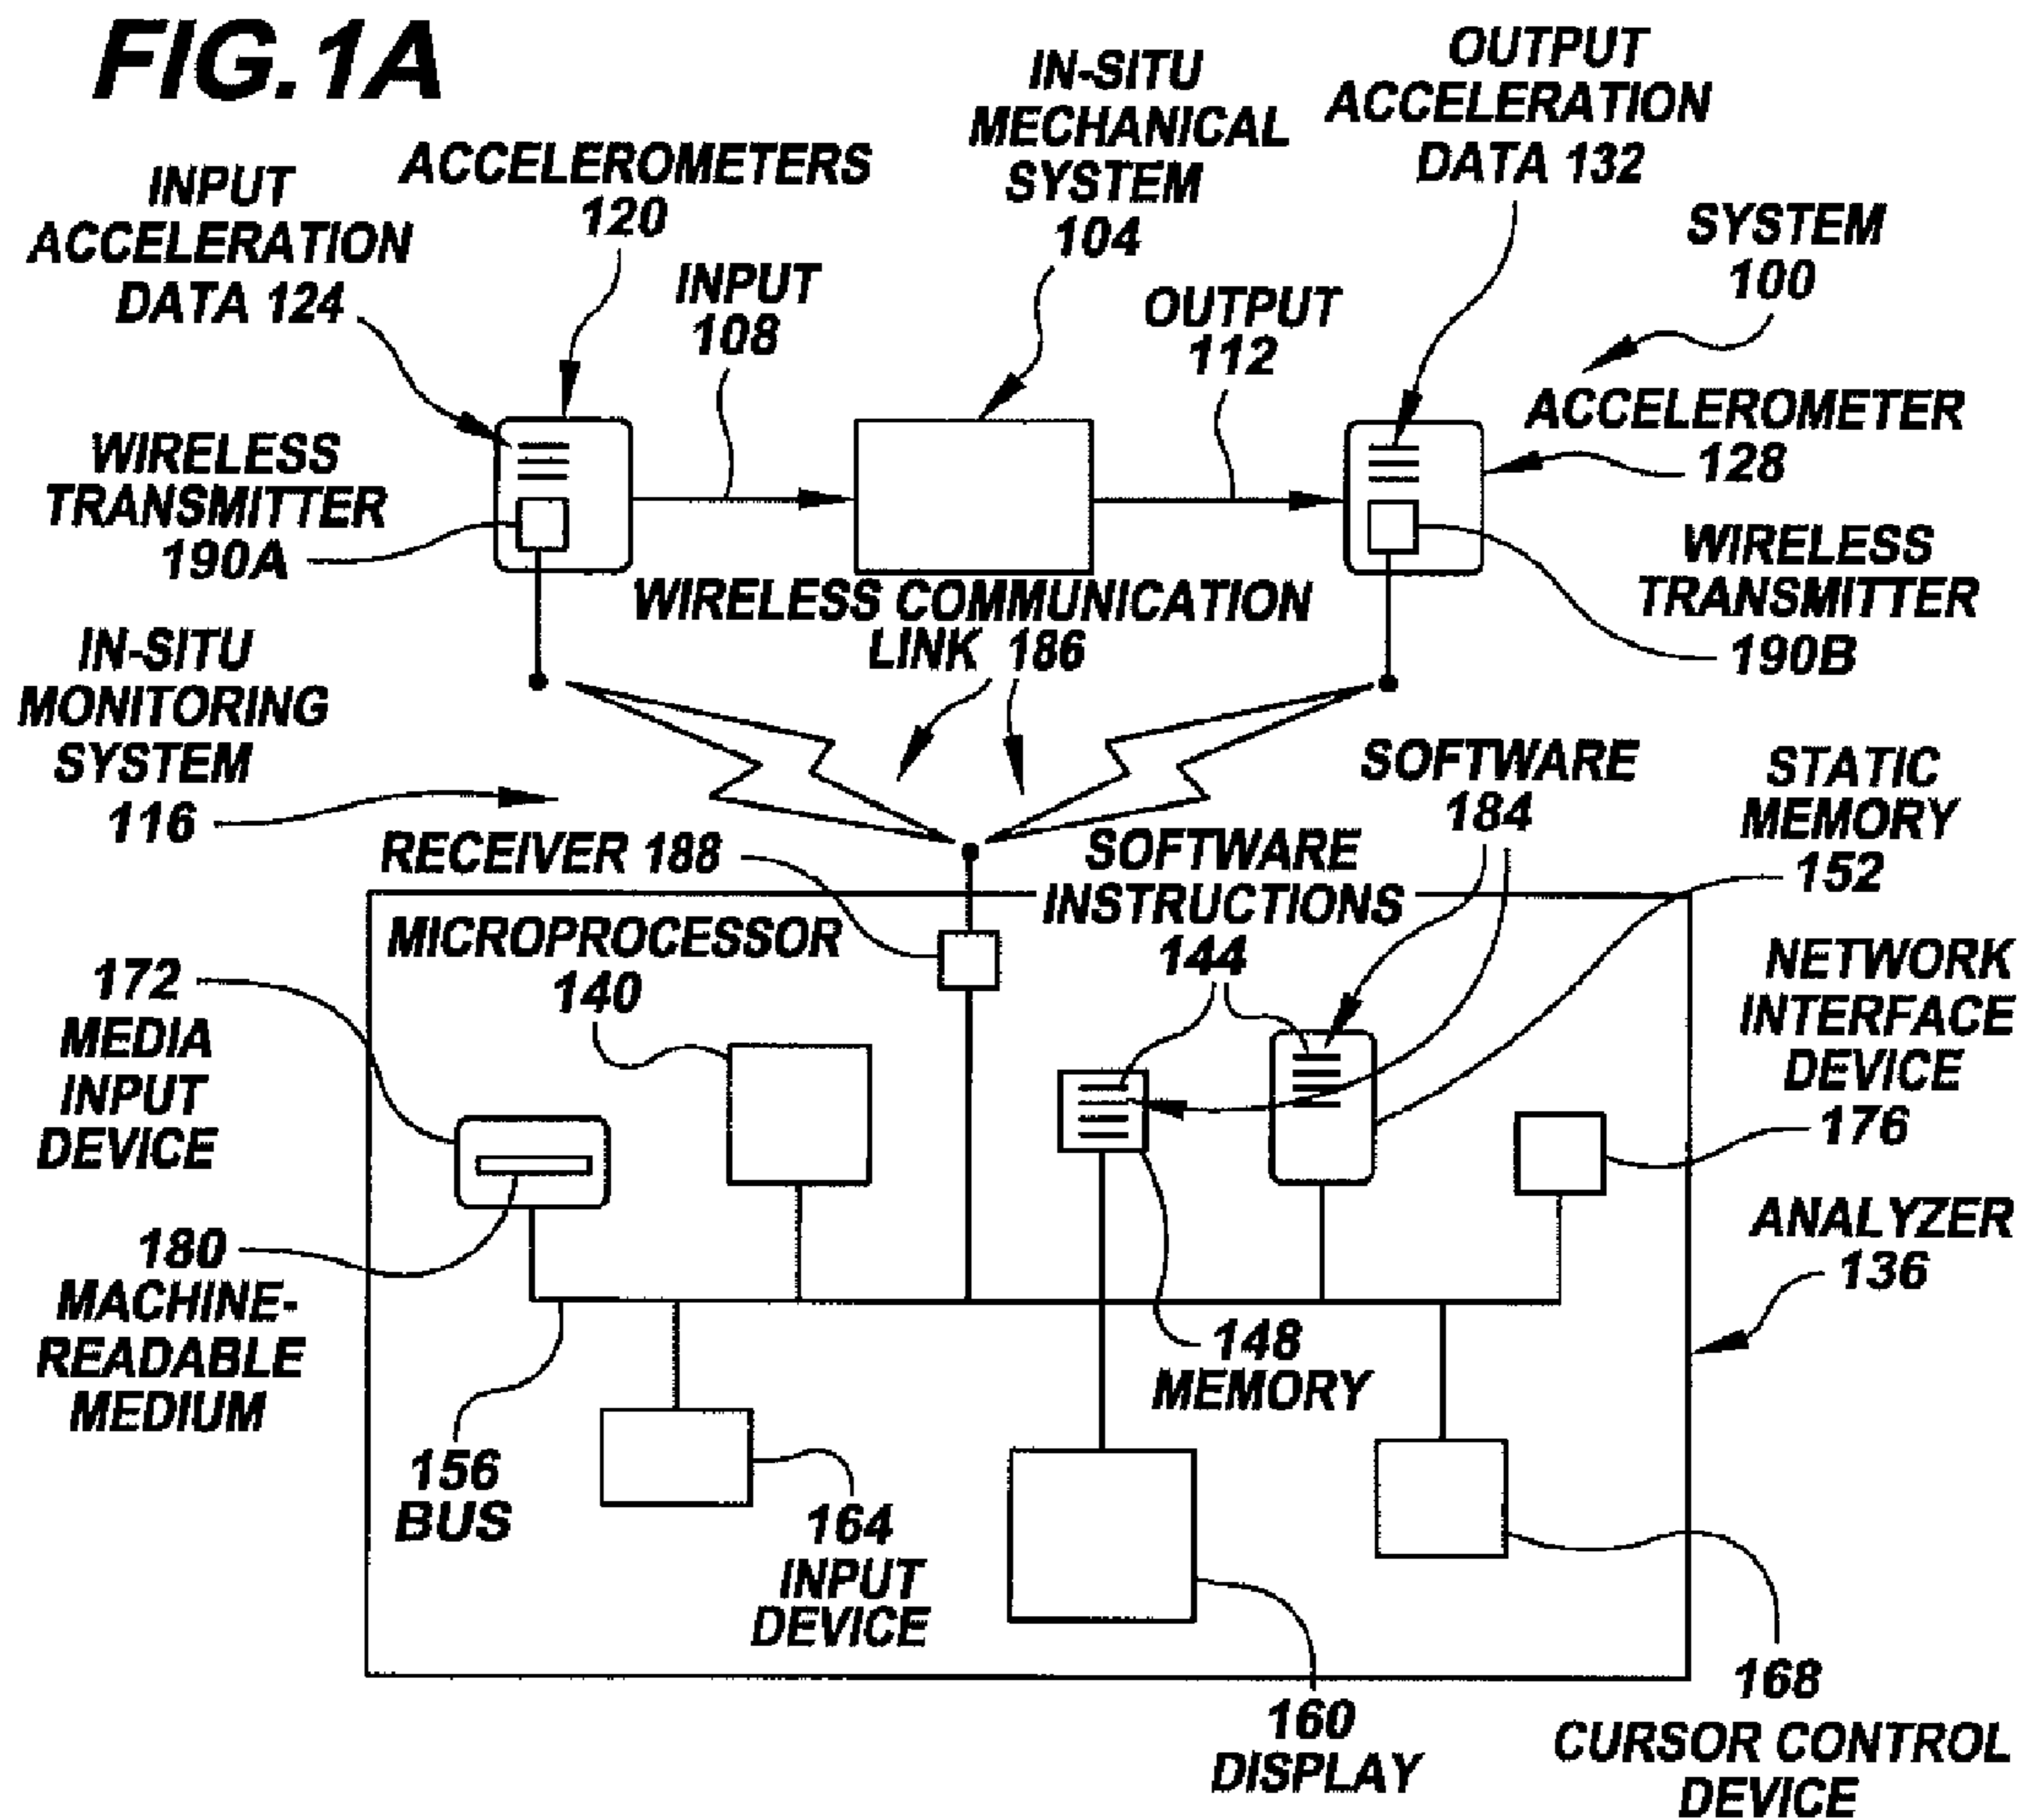 FIG.1A
INPUT
ACCELERATION
DATA 124
ACCELEROMETERS
120
INPUT
108
IN-SITU
MECHANICAL
SYSTEM
104
OUTPUT
112
OUTPUT
ACCELERATION
DATA 132
SYSTEM
100
ACCELEROMETER
128
WIRELESS
TRANSMITTER
190A
WIRELESS
TRANSMITTER
190B
WIRELESS COMMUNICATION
LINK 186
IN-SITU
MONITORING
SYSTEM
116
RECEIVER 188
SOFTWARE
INSTRUCTIONS
144
SOFTWARE
184
STATIC
MEMORY
152
MICROPROCESSOR
140
172
MEDIA
INPUT
DEVICE
NETWORK
INTERFACE
DEVICE
176
180
MACHINE-
READABLE
MEDIUM
ANALYZER
136
148
MEMORY
156
BUS
164
INPUT
DEVICE
160
DISPLAY
168
CURSOR CONTROL
DEVICE